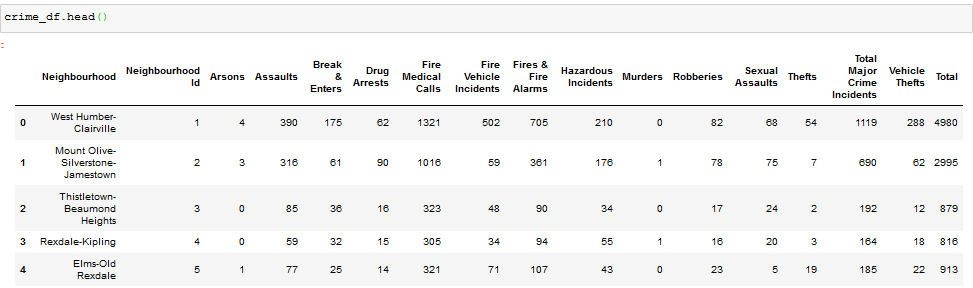 crime_df.head()
:
Neighbourhood Neighbourhood Id Arsons Assaults Break & Enters Drug Arrests Fire Medical Calls Fire Vehicle Incidents Fires & Fire Alarms Hazardous Incidents Murders Robberies Sexual Assaults Thefts Total Major Crime Incidents Vehicle Thefts Total
0 West Humber-Clairville 1 4 390 175 62 1321 502 705 210 0 82 68 54 1119 288 4980
1 Mount Olive-Silverstone-Jamestown 2 3 316 61 90 1016 59 361 176 1 78 75 7 690 62 2995
2 Thistletown-Beaumond Heights 3 0 85 36 16 323 48 90 34 0 17 24 2 192 12 879
3 Rexdale-Kipling 4 0 59 32 15 305 34 94 55 1 16 20 3 164 18 816
4 Elms-Old Rexdale 5 1 77 25 14 321 71 107 43 0 23 5 19 185 22 913